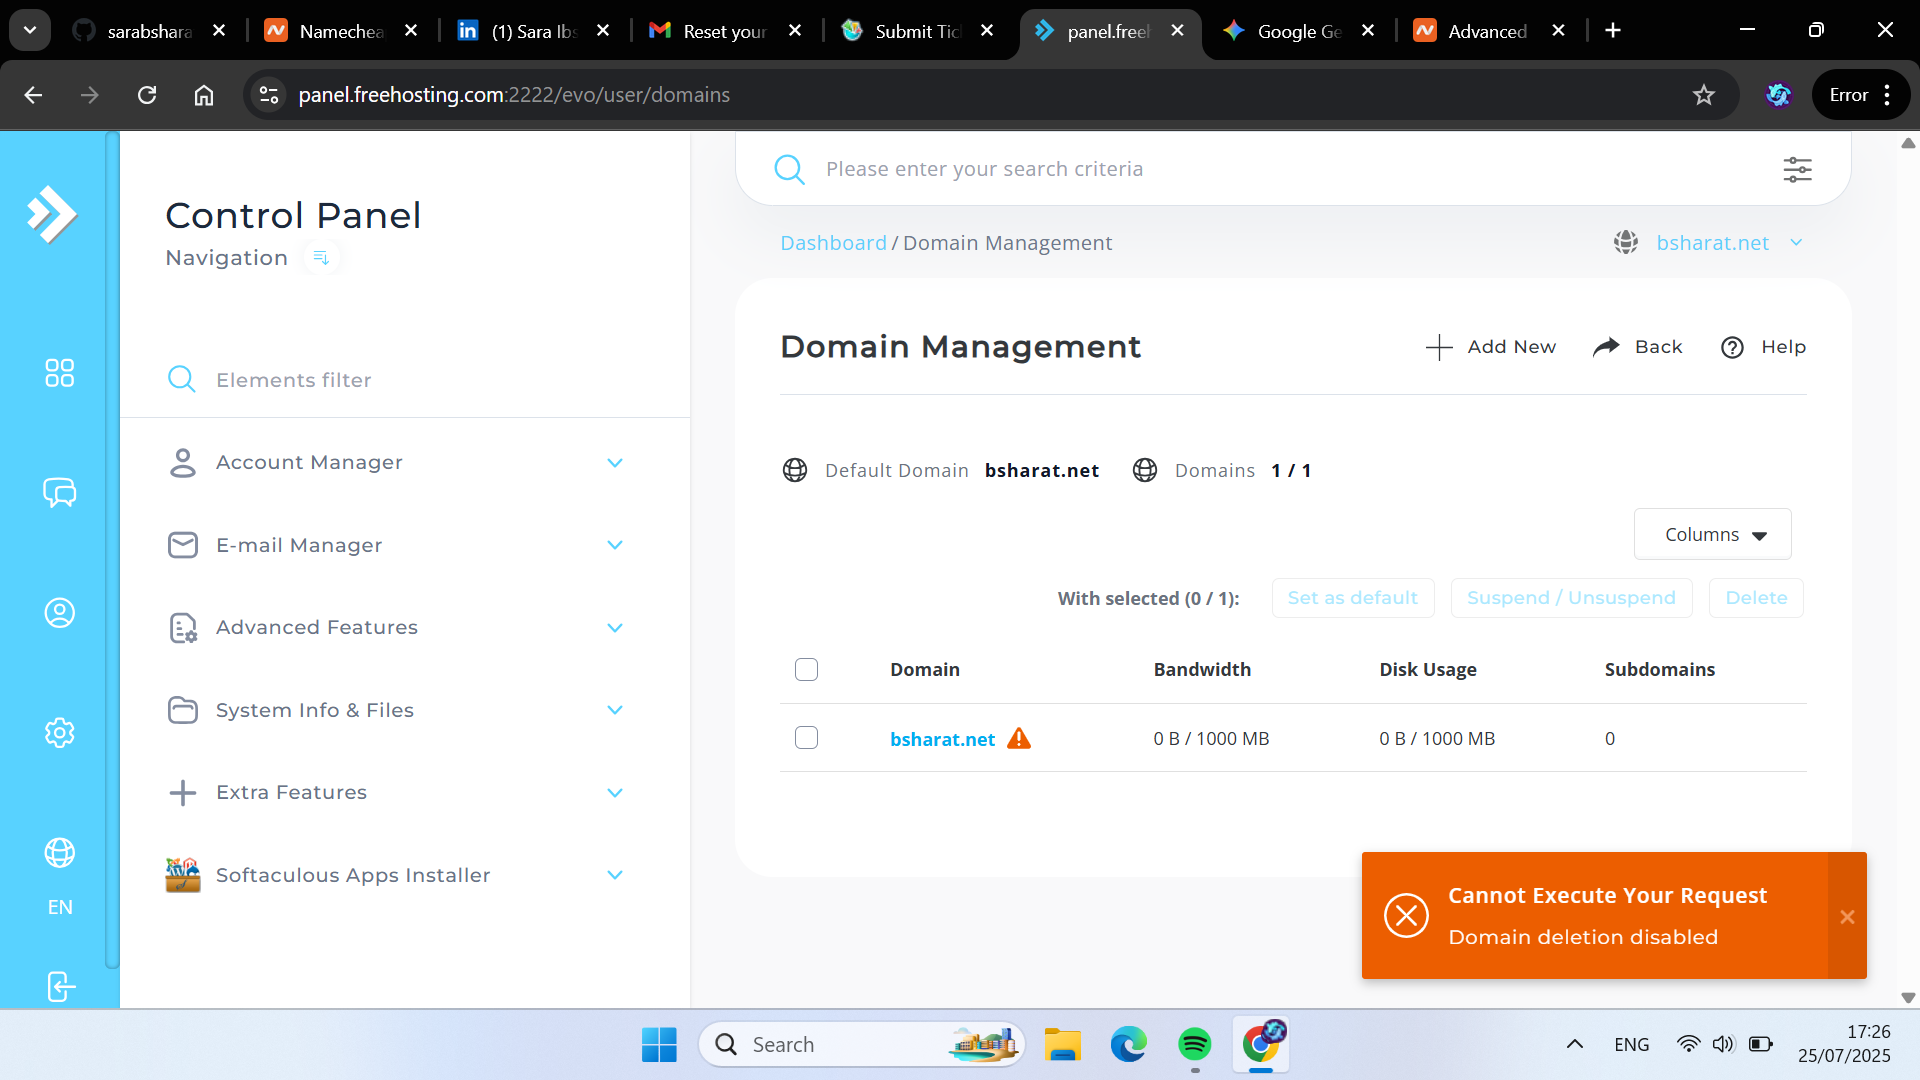 sarabshara
Namechea
(1) Sara Ibs
Reset your
Submit Tic
panel.freeh
Google Ge
Advanced
panel.freehosting.com:2222/evo/user/domains
Error
Control Panel
Navigation
Elements filter
Account Manager
E-mail Manager
Advanced Features
System Info & Files
Extra Features
Softaculous Apps Installer
EN
Please enter your search criteria
Dashboard / Domain Management
bsharat.net
Domain Management
Add New
Back
Help
Default Domain bsharat.net
Domains 1 / 1
Columns
With selected (0 / 1):
Set as default
Suspend / Unsuspend
Delete
Domain Bandwidth Disk Usage Subdomains
bsharat.net 0 B / 1000 MB 0 B / 1000 MB 0
Cannot Execute Your Request
Domain deletion disabled
Search
ENG
17:26
25/07/2025